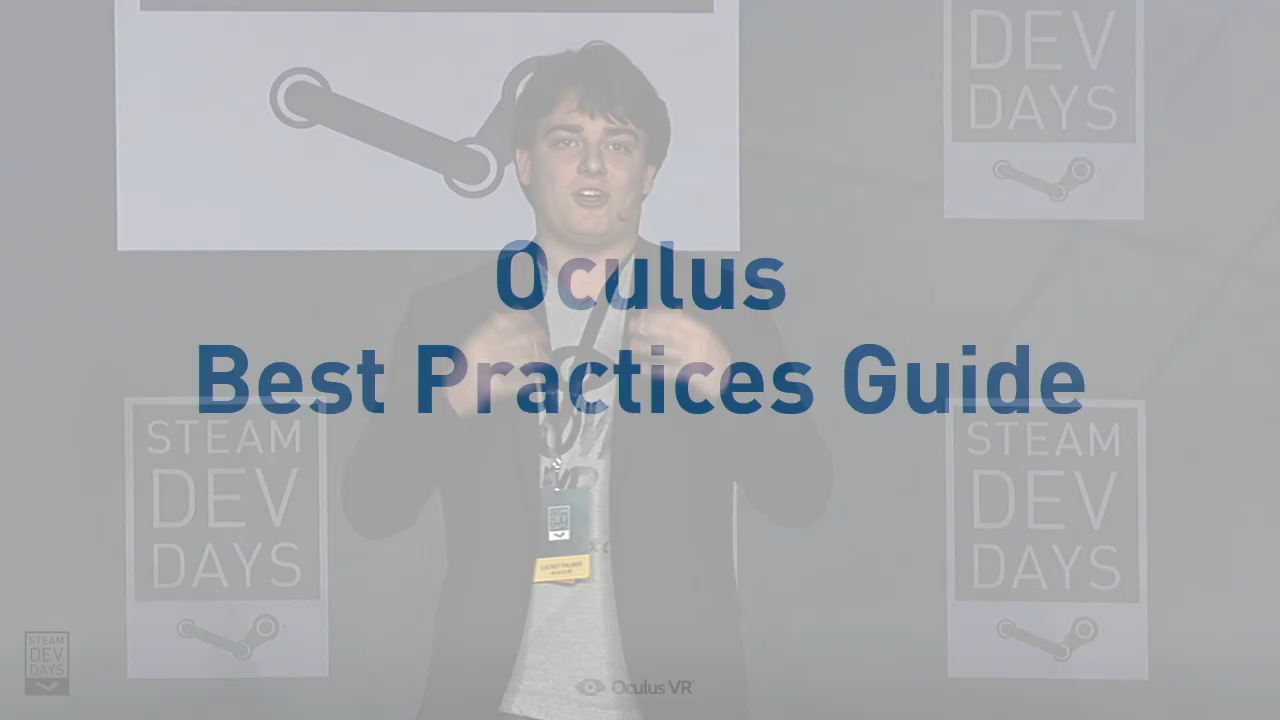 DEV
DAYS
Oculus
Best Practices Guide
STEAM
DEV
DAYS
STEAM
DEV
DAYS
STEAM
DEV
DAYS
Oculus VR